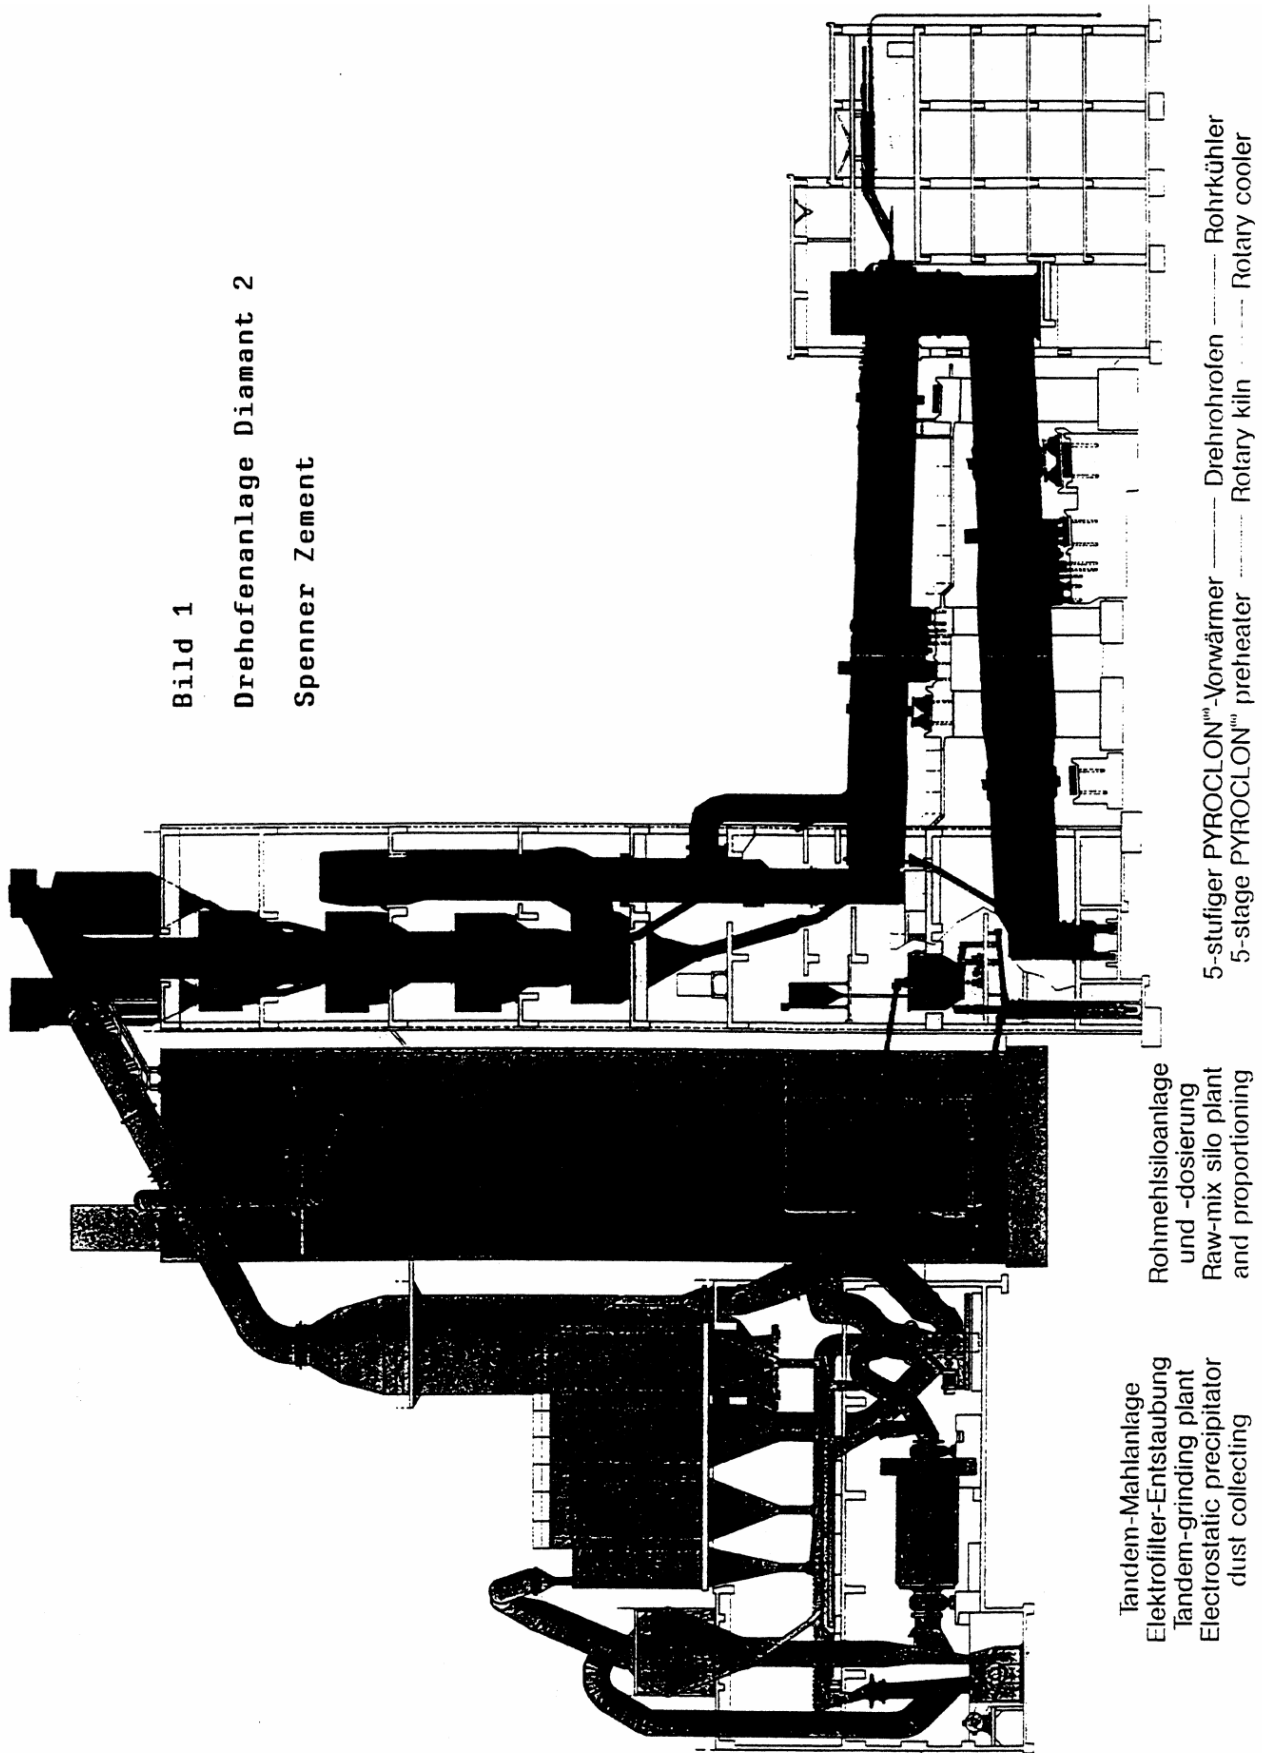 Bild 1
Drehofenanlage Diamant 2
Spenner Zement
Tandem-Mahlanlage
Elektrofilter-Entstaubung
Tandem-grinding plant
Electrostatic precipitator
dust collecting
Rohmehlsiloanlage
und -dosierung
Raw-mix silo plant
and proportioning
5-stufiger PYROCLON-Vorwärmer — Drehrohrofen — Rohrkühler
5-stage PYROCLON preheater — Rotary kiln — Rotary cooler